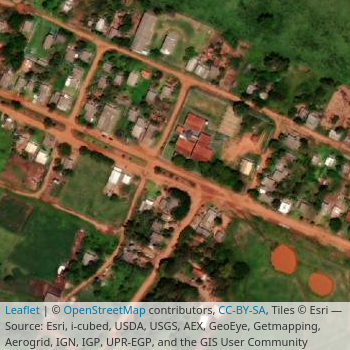 Leaflet | © OpenStreetMap contributors, CC-BY-SA, Tiles © Esri —
Source: Esri, i-cubed, USDA, USGS, AEX, GeoEye, Getmapping,
Aerogrid, IGN, IGP, UPR-EGP, and the GIS User Community